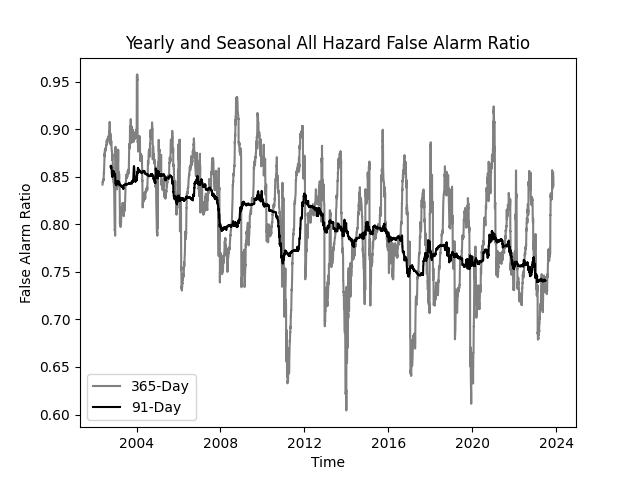 Yearly and Seasonal All Hazard False Alarm Ratio
False Alarm Ratio
0.95
0.90
0.85
0.80
0.75
0.70
0.65
0.60
365-Day
91-Day
2004 2008 2012 2016 2020 2024
Time